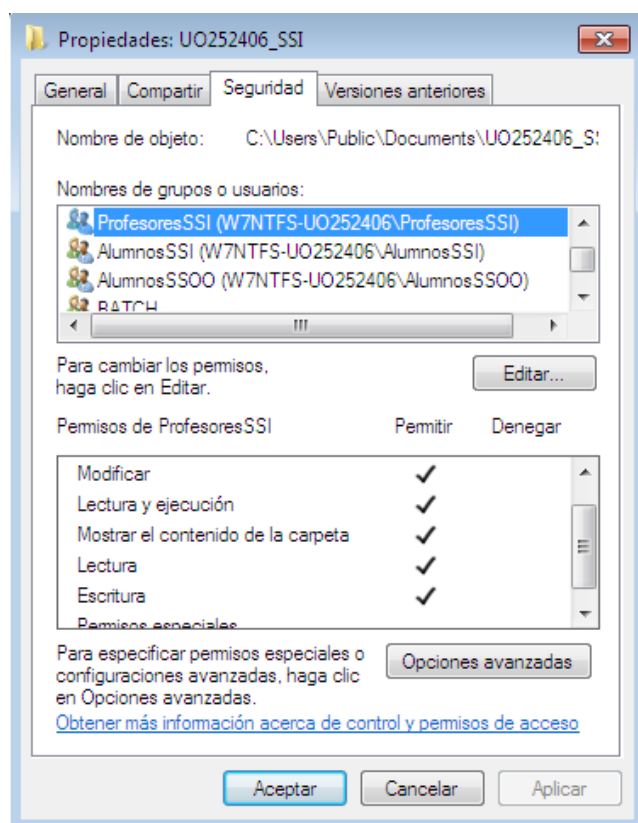 Propiedades: UO252406_SSI
General Compartir Seguridad Versiones anteriores
Nombre de objeto: C:\Users\Public\Documents\UO252406_S
Nombres de grupos o usuarios:
ProfesoresSSI (W7NTFS-UO252406\ProfesoresSSI)
AlumnosSSI (W7NTFS-UO252406\AlumnosSSI)
AlumnosSSOO (W7NTFS-UO252406\AlumnosSSOO)
BATCH
Para cambiar los permisos,
haga clic en Editar.
Editar...
Permisos de ProfesoresSSI Permitir Denegar
Modificar
Lectura y ejecución
Mostrar el contenido de la carpeta
Lectura
Escritura
Permisos especiales
Para especificar permisos especiales o
configuraciones avanzadas, haga clic
en Opciones avanzadas.
Opciones avanzadas
Obtener más información acerca de control y permisos de acceso
Aceptar Cancelar Aplicar